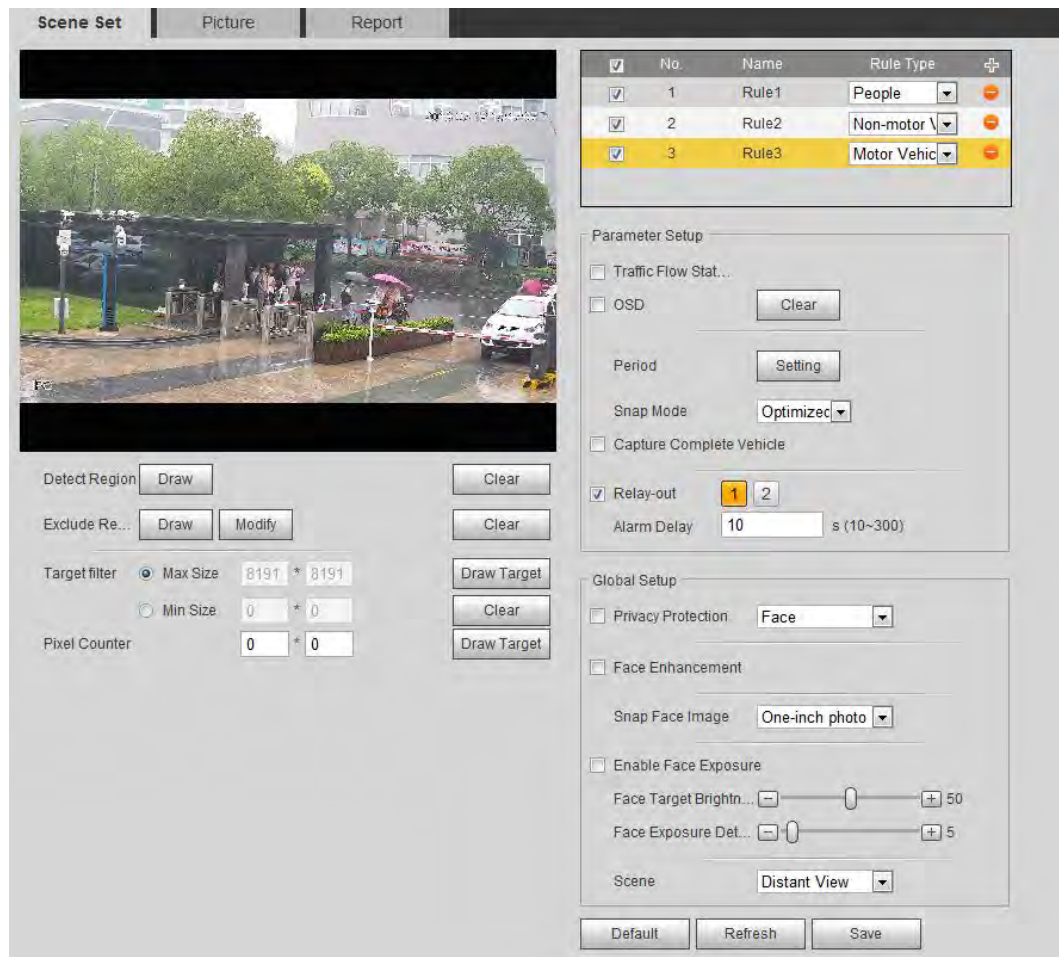 Scene Set Picture Report
No. Name Rule Type
1 Rule1 People
2 Rule2 Non-motor V
3 Rule3 Motor Vehic
Detect Region Draw Clear
Exclude Re... Draw Modify Clear
Target filter Max Size 8191 * 8191 Draw Target
Min Size 0 * 0 Clear
Pixel Counter 0 * 0 Draw Target
Parameter Setup
Traffic Flow Stat...
OSD Clear
Period Setting
Snap Mode Optimized
Capture Complete Vehicle
Relay-out 1 2
Alarm Delay 10 s (10~300)
Global Setup
Privacy Protection Face
Face Enhancement
Snap Face Image One-inch photo
Enable Face Exposure
Face Target Brightn... 50
Face Exposure Det... 5
Scene Distant View
Default Refresh Save